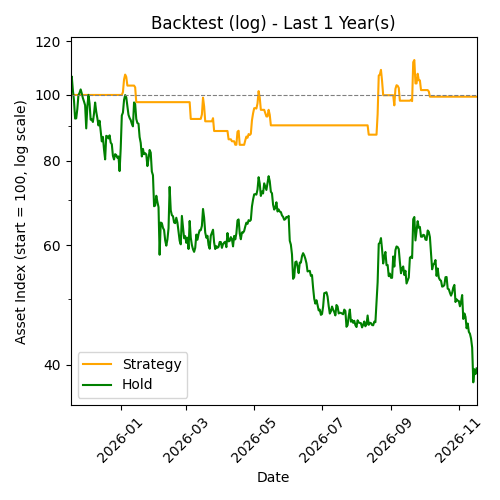 Backtest (log) - Last 1 Year(s)
Asset Index (start = 100, log scale)
120
100
80
60
40
Strategy
Hold
2026-01
2026-03
2026-05
2026-07
2026-09
2026-11
Date